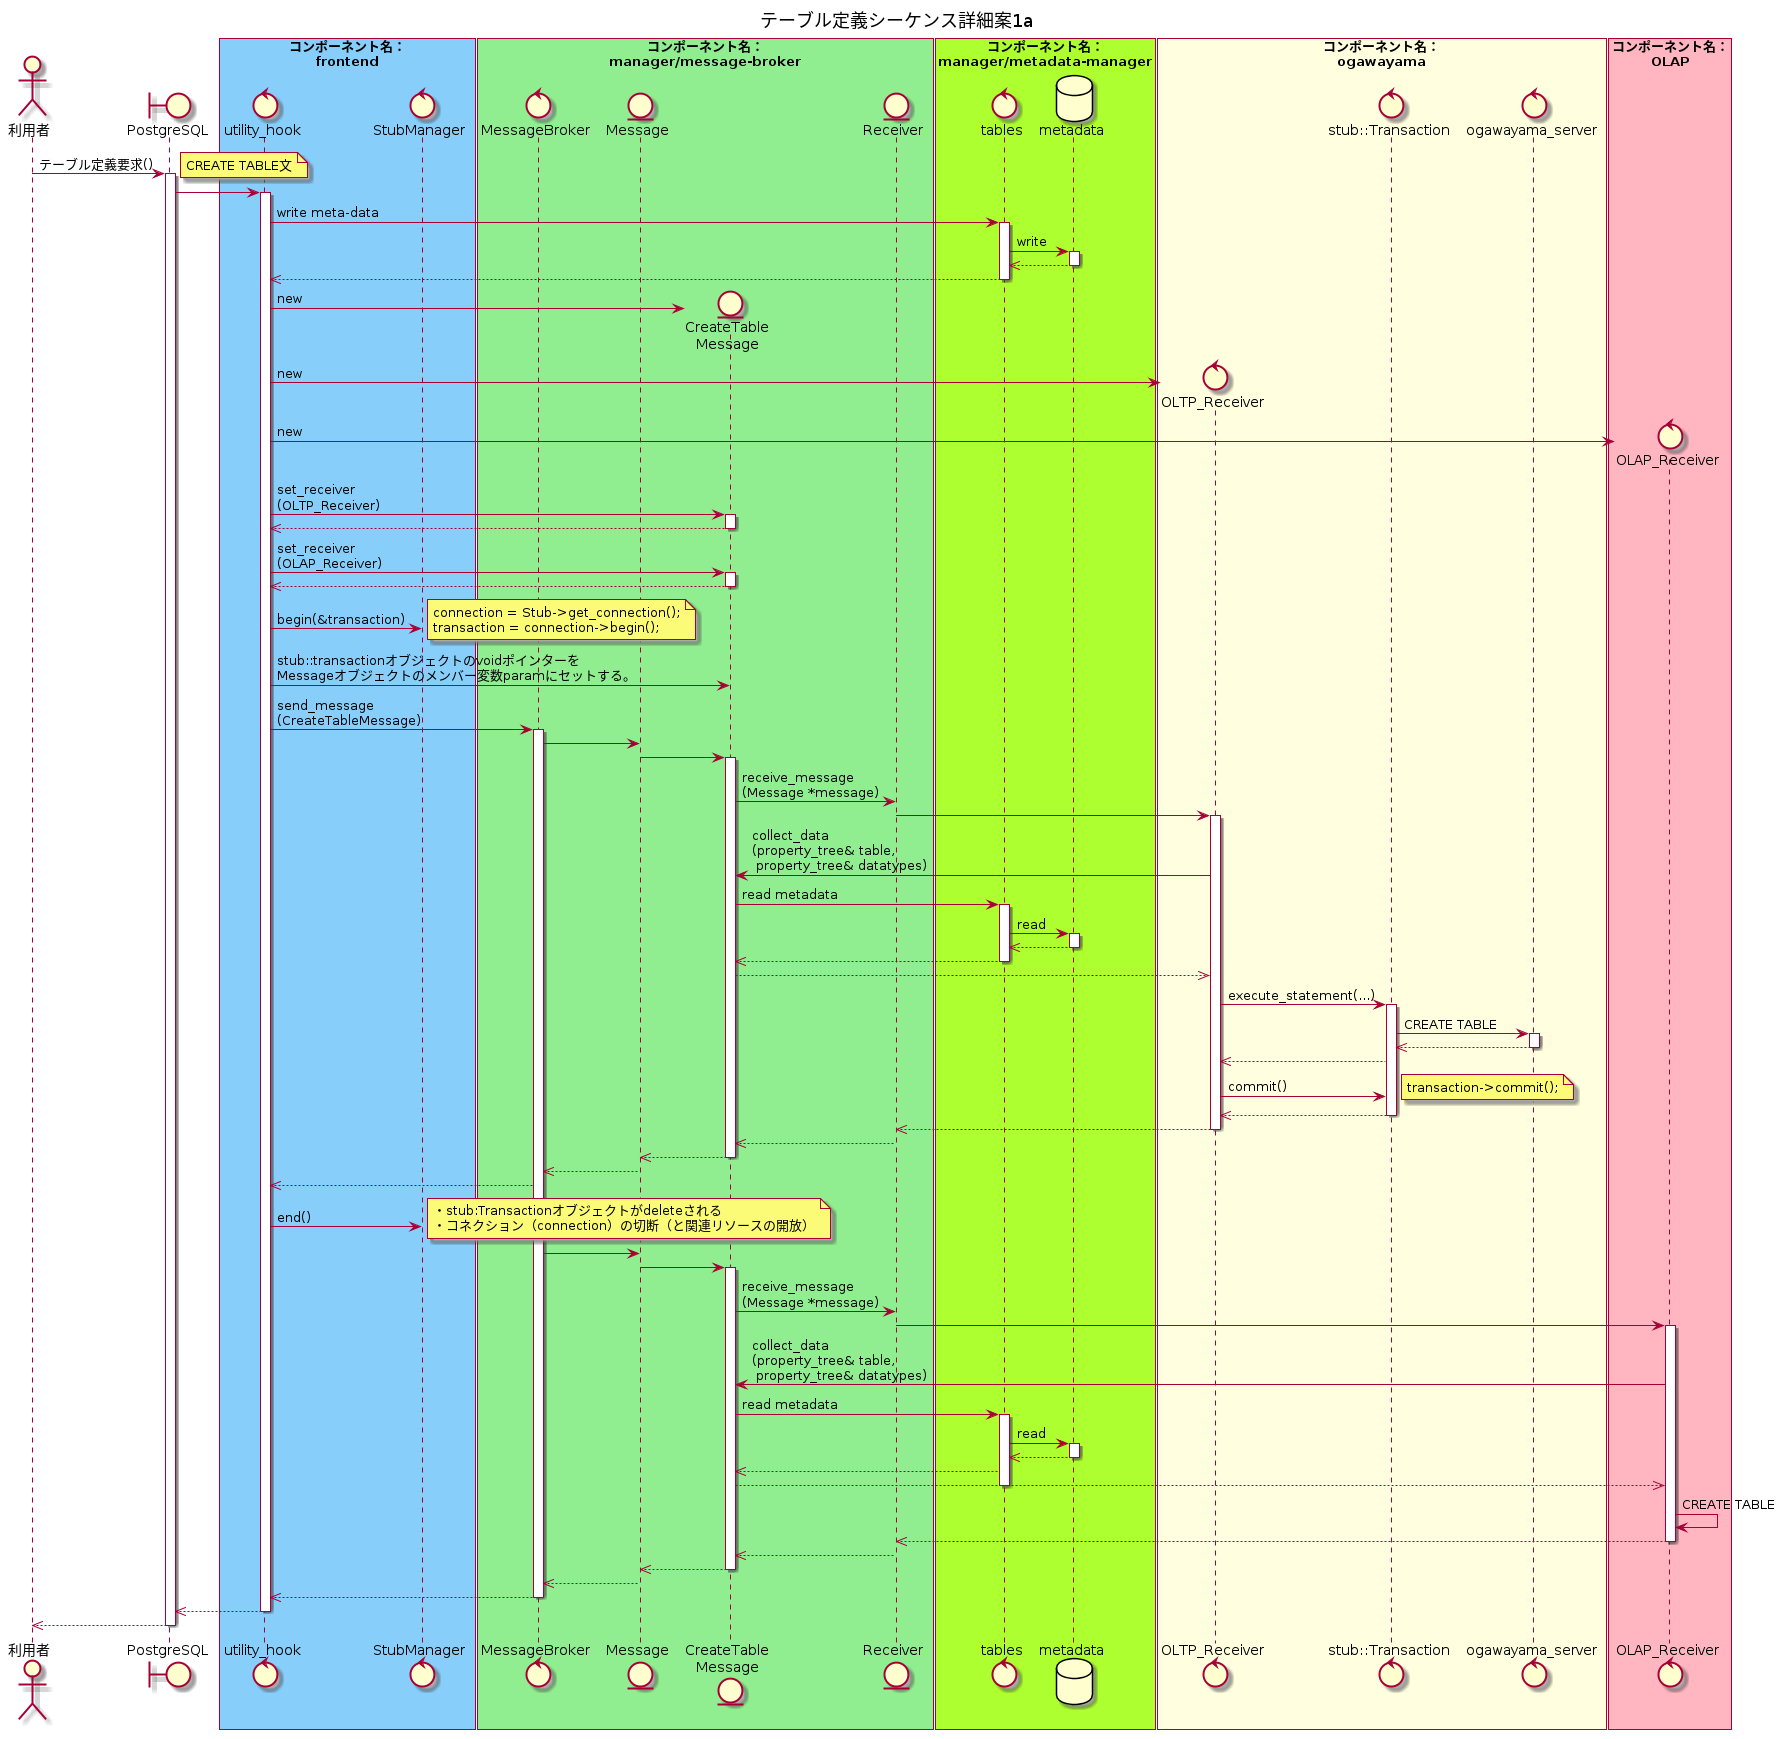 テーブル定義シーケンス詳細案1a
コンポーネント名：
frontend
コンポーネント名：
manager/message-broker
コンポーネント名：
manager/metadata-manager
コンポーネント名：
ogawayama
コンポーネント名：
OLAP
利用者
PostgreSQL
utility_hook
StubManager
MessageBroker
Message
Receiver
tables
metadata
stub::Transaction
ogawayama_server
テーブル定義要求()
CREATE TABLE文
write meta-data
write
new
CreateTable
Message
new
OLTP_Receiver
new
OLAP_Receiver
set_receiver
(OLTP_Receiver)
set_receiver
(OLAP_Receiver)
begin(&transaction)
connection = Stub->get_connection();
transaction = connection->begin();
stub::transactionオブジェクトのvoidポインターを
Messageオブジェクトのメンバー変数paramにセットする。
send_message
(CreateTableMessage)
receive_message
(Message *message)
collect_data
(property_tree& table,
property_tree& datatypes)
read metadata
read
execute_statement(...)
CREATE TABLE
commit()
transaction->commit();
end()
・stub:Transactionオブジェクトがdeleteされる
・コネクション（connection）の切断（と関連リソースの開放）
receive_message
(Message *message)
collect_data
(property_tree& table,
property_tree& datatypes)
read metadata
read
CREATE TABLE
利用者
PostgreSQL
utility_hook
StubManager
MessageBroker
Message
CreateTable
Message
Receiver
tables
metadata
OLTP_Receiver
stub::Transaction
ogawayama_server
OLAP_Receiver